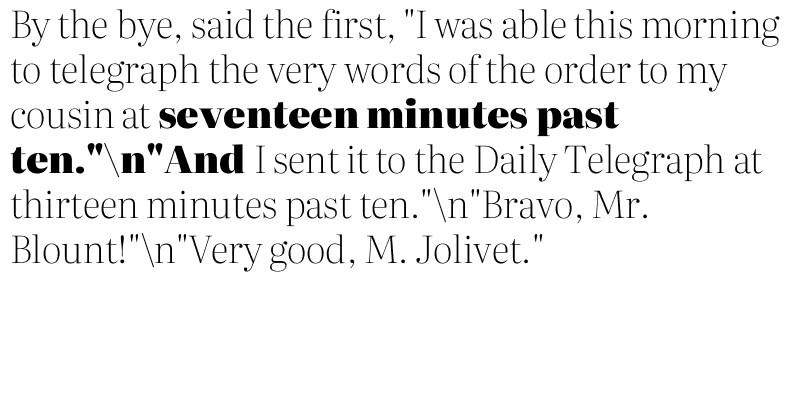 By the bye, said the first, "I was able this morning
to telegraph the very words of the order to my
cousin at seventeen minutes past
ten."\n"And I sent it to the Daily Telegraph at
thirteen minutes past ten."\n"Bravo, Mr.
Blount!"\n"Very good, M. Jolivet."